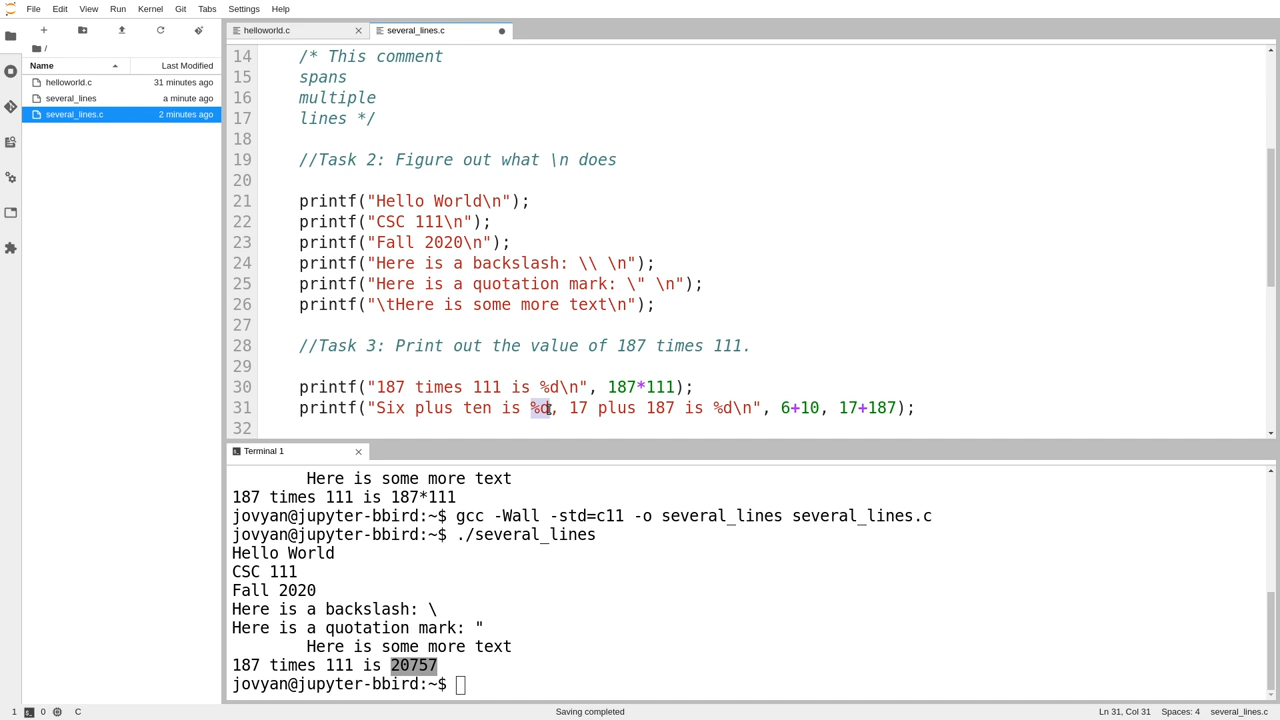 File Edit View Run Kernel Git Tabs Settings Help
helloworld.c
several_lines.c
/
Name Last Modified
helloworld.c 31 minutes ago
several_lines a minute ago
several_lines.c 2 minutes ago
14 /* This comment
15 spans
16 multiple
17 lines */
18
19 //Task 2: Figure out what \n does
20
21 printf("Hello World\n");
22 printf("CSC 111\n");
23 printf("Fall 2020\n");
24 printf("Here is a backslash: \\ \n");
25 printf("Here is a quotation mark: \" \n");
26 printf("\tHere is some more text\n");
27
28 //Task 3: Print out the value of 187 times 111.
29
30 printf("187 times 111 is %d\n", 187*111);
31 printf("Six plus ten is %d, 17 plus 187 is %d\n", 6+10, 17+187);
32
Terminal 1
Here is some more text
187 times 111 is 187*111
jovyan@jupyter-bbird:~$ gcc -Wall -std=c11 -o several_lines several_lines.c
jovyan@jupyter-bbird:~$ ./several_lines
Hello World
CSC 111
Fall 2020
Here is a backslash: \
Here is a quotation mark: "
Here is some more text
187 times 111 is 20757
jovyan@jupyter-bbird:~$
1 0 C Saving completed Ln 31, Col 31 Spaces: 4 several_lines.c